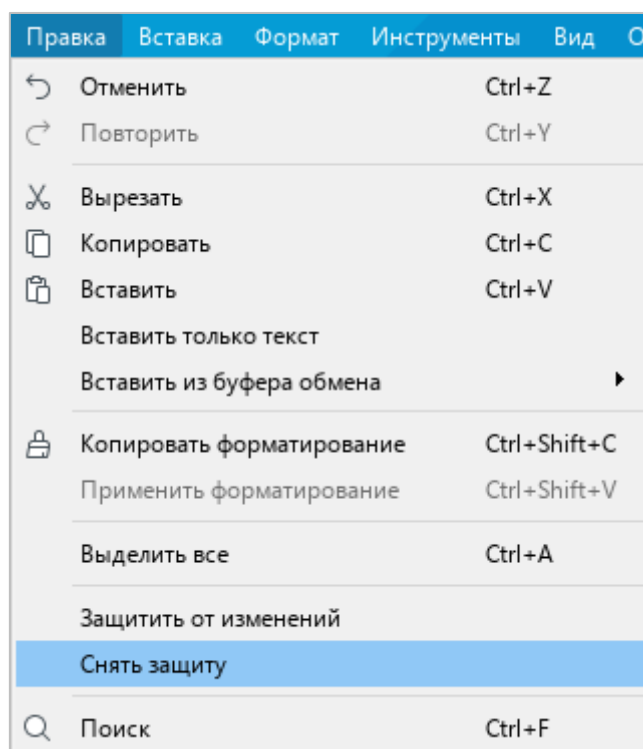 Правка Вставка Формат Инструменты Вид О
Отменить Ctrl+Z
Повторить Ctrl+Y
Вырезать Ctrl+X
Копировать Ctrl+C
Вставить Ctrl+V
Вставить только текст
Вставить из буфера обмена
Копировать форматирование Ctrl+Shift+C
Применить форматирование Ctrl+Shift+V
Выделить все Ctrl+A
Защитить от изменений
Снять защиту
Поиск Ctrl+F